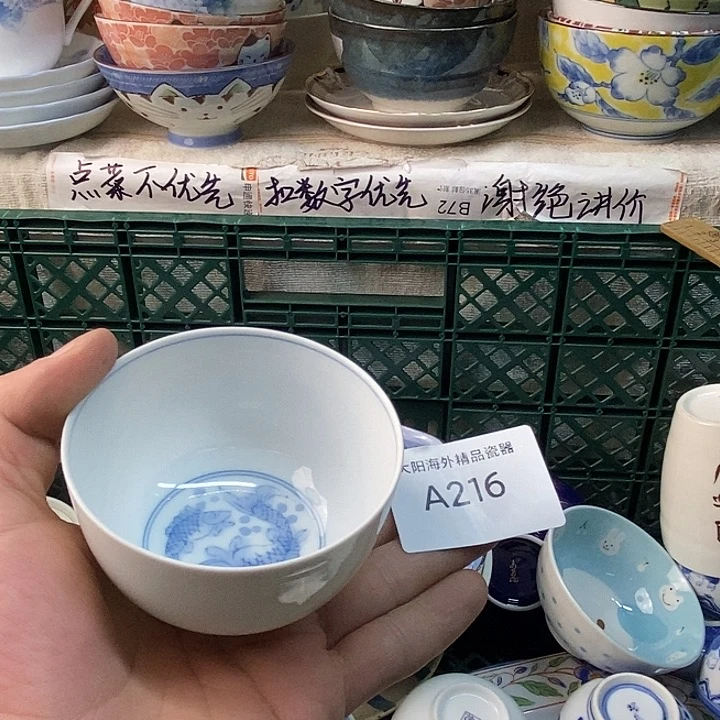 点菜不优先
扣数字优先
B72
谢绝讲价
大阳海外精品瓷器
A216